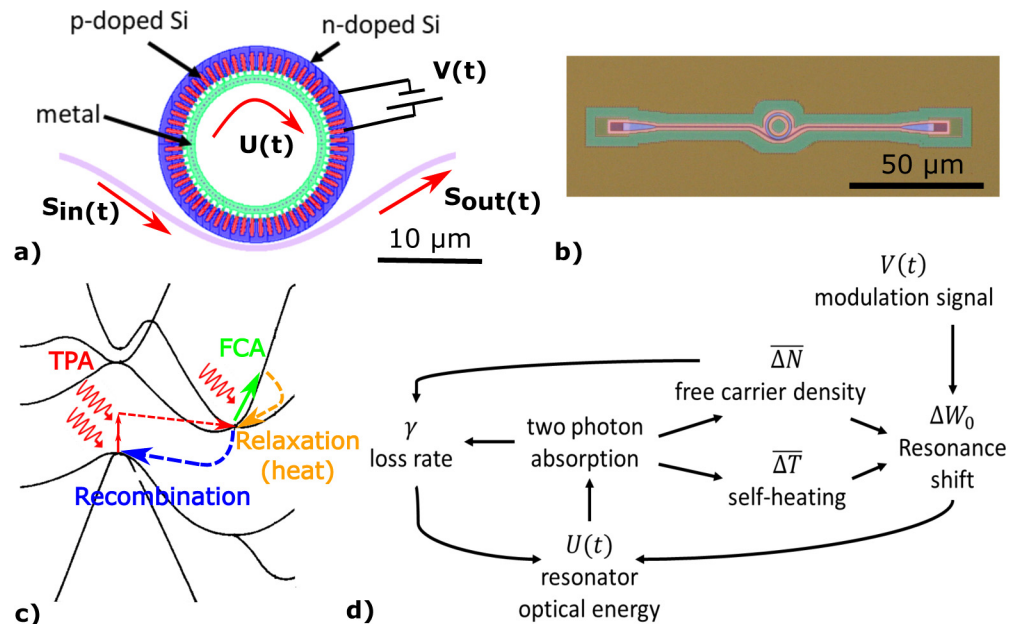 p-doped Si
n-doped Si
V(t)
metal
U(t)
Sin(t)
Sout(t)
a)
10 μm
50 μm
b)
TPA
FCA
Relaxation
(heat)
Recombination
c)
V(t)
modulation signal
ΔN
free carrier density
γ
loss rate
two photon
absorption
ΔW0
Resonance
shift
ΔT
self-heating
U(t)
resonator
optical energy
d)